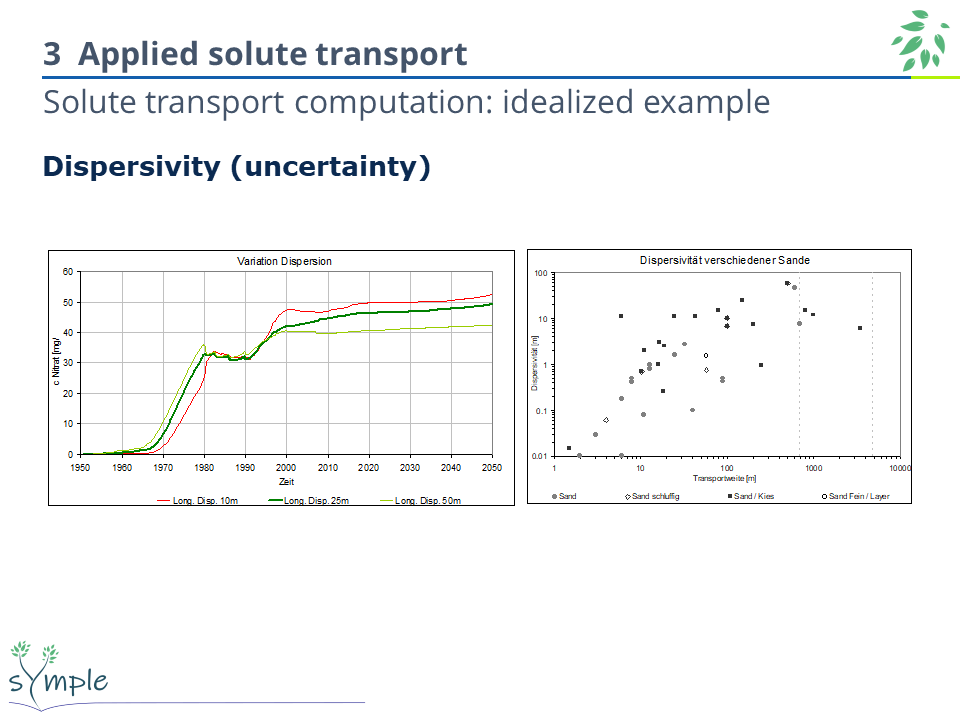 3 Applied solute transport
Solute transport computation: idealized example
Dispersivity (uncertainty)
Variation Dispersion
60
50
40
30
20
10
0
c Nitrat [mg/
1950 1960 1970 1980 1990 2000 2010 2020 2030 2040 2050
Zeit
Long. Disp. 10m Long. Disp. 25m Long. Disp. 50m
Dispersivität verschiedener Sande
100
10
1
0.1
0.01
Dispersivität [m]
1 10 100 1000 10000
Transportweite [m]
Sand Sand schluffig Sand / Kies Sand Fein / Layer
symple